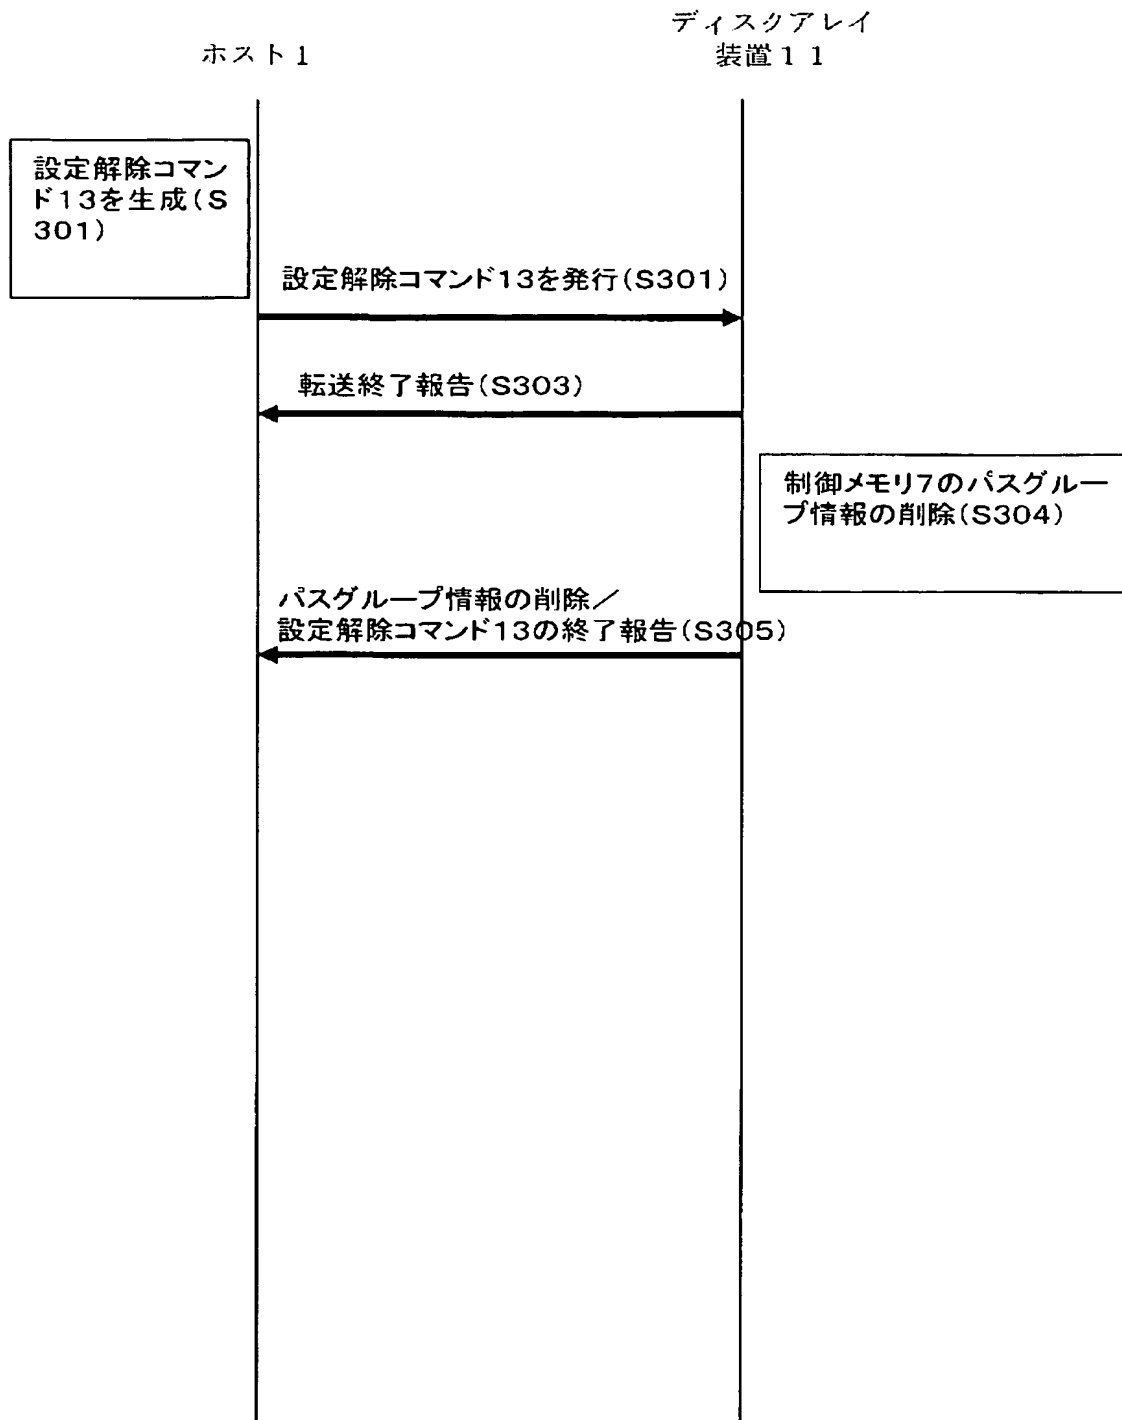 ホスト1
ディスクアレイ
装置11
設定解除コマン
ド13を生成(S
301)
設定解除コマンド13を発行(S301)
転送終了報告(S303)
制御メモリ7のパスグルー
プ情報の削除(S304)
パスグループ情報の削除／
設定解除コマンド13の終了報告(S305)